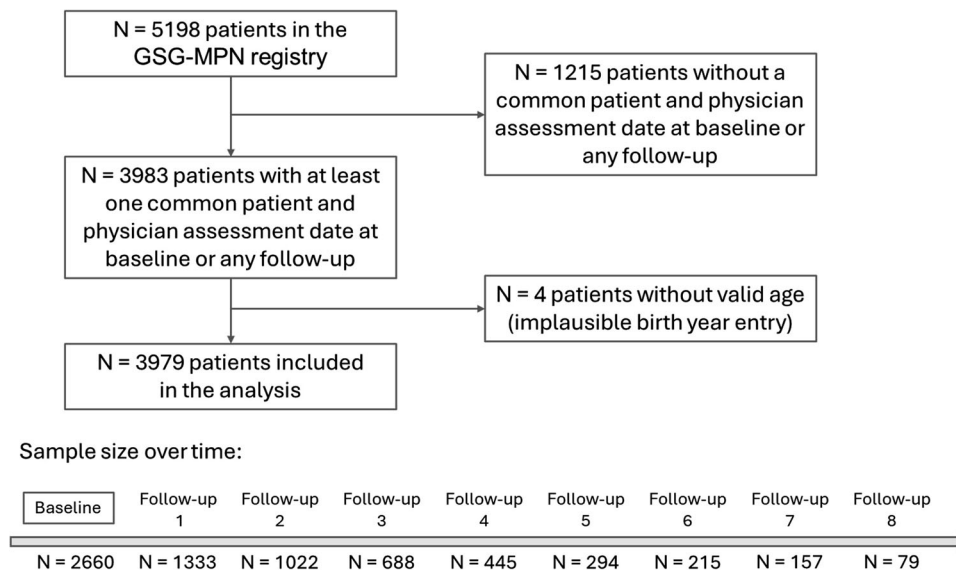 N = 5198 patients in the
GSG-MPN registry
N = 1215 patients without a
common patient and physician
assessment date at baseline or
any follow-up
N = 3983 patients with at least
one common patient and
physician assessment date at
baseline or any follow-up
N = 4 patients without valid age
(implausible birth year entry)
N = 3979 patients included
in the analysis
Sample size over time:
Baseline
Follow-up
1
Follow-up
2
Follow-up
3
Follow-up
4
Follow-up
5
Follow-up
6
Follow-up
7
Follow-up
8
N = 2660 N = 1333 N = 1022 N = 688 N = 445 N = 294 N = 215 N = 157 N = 79